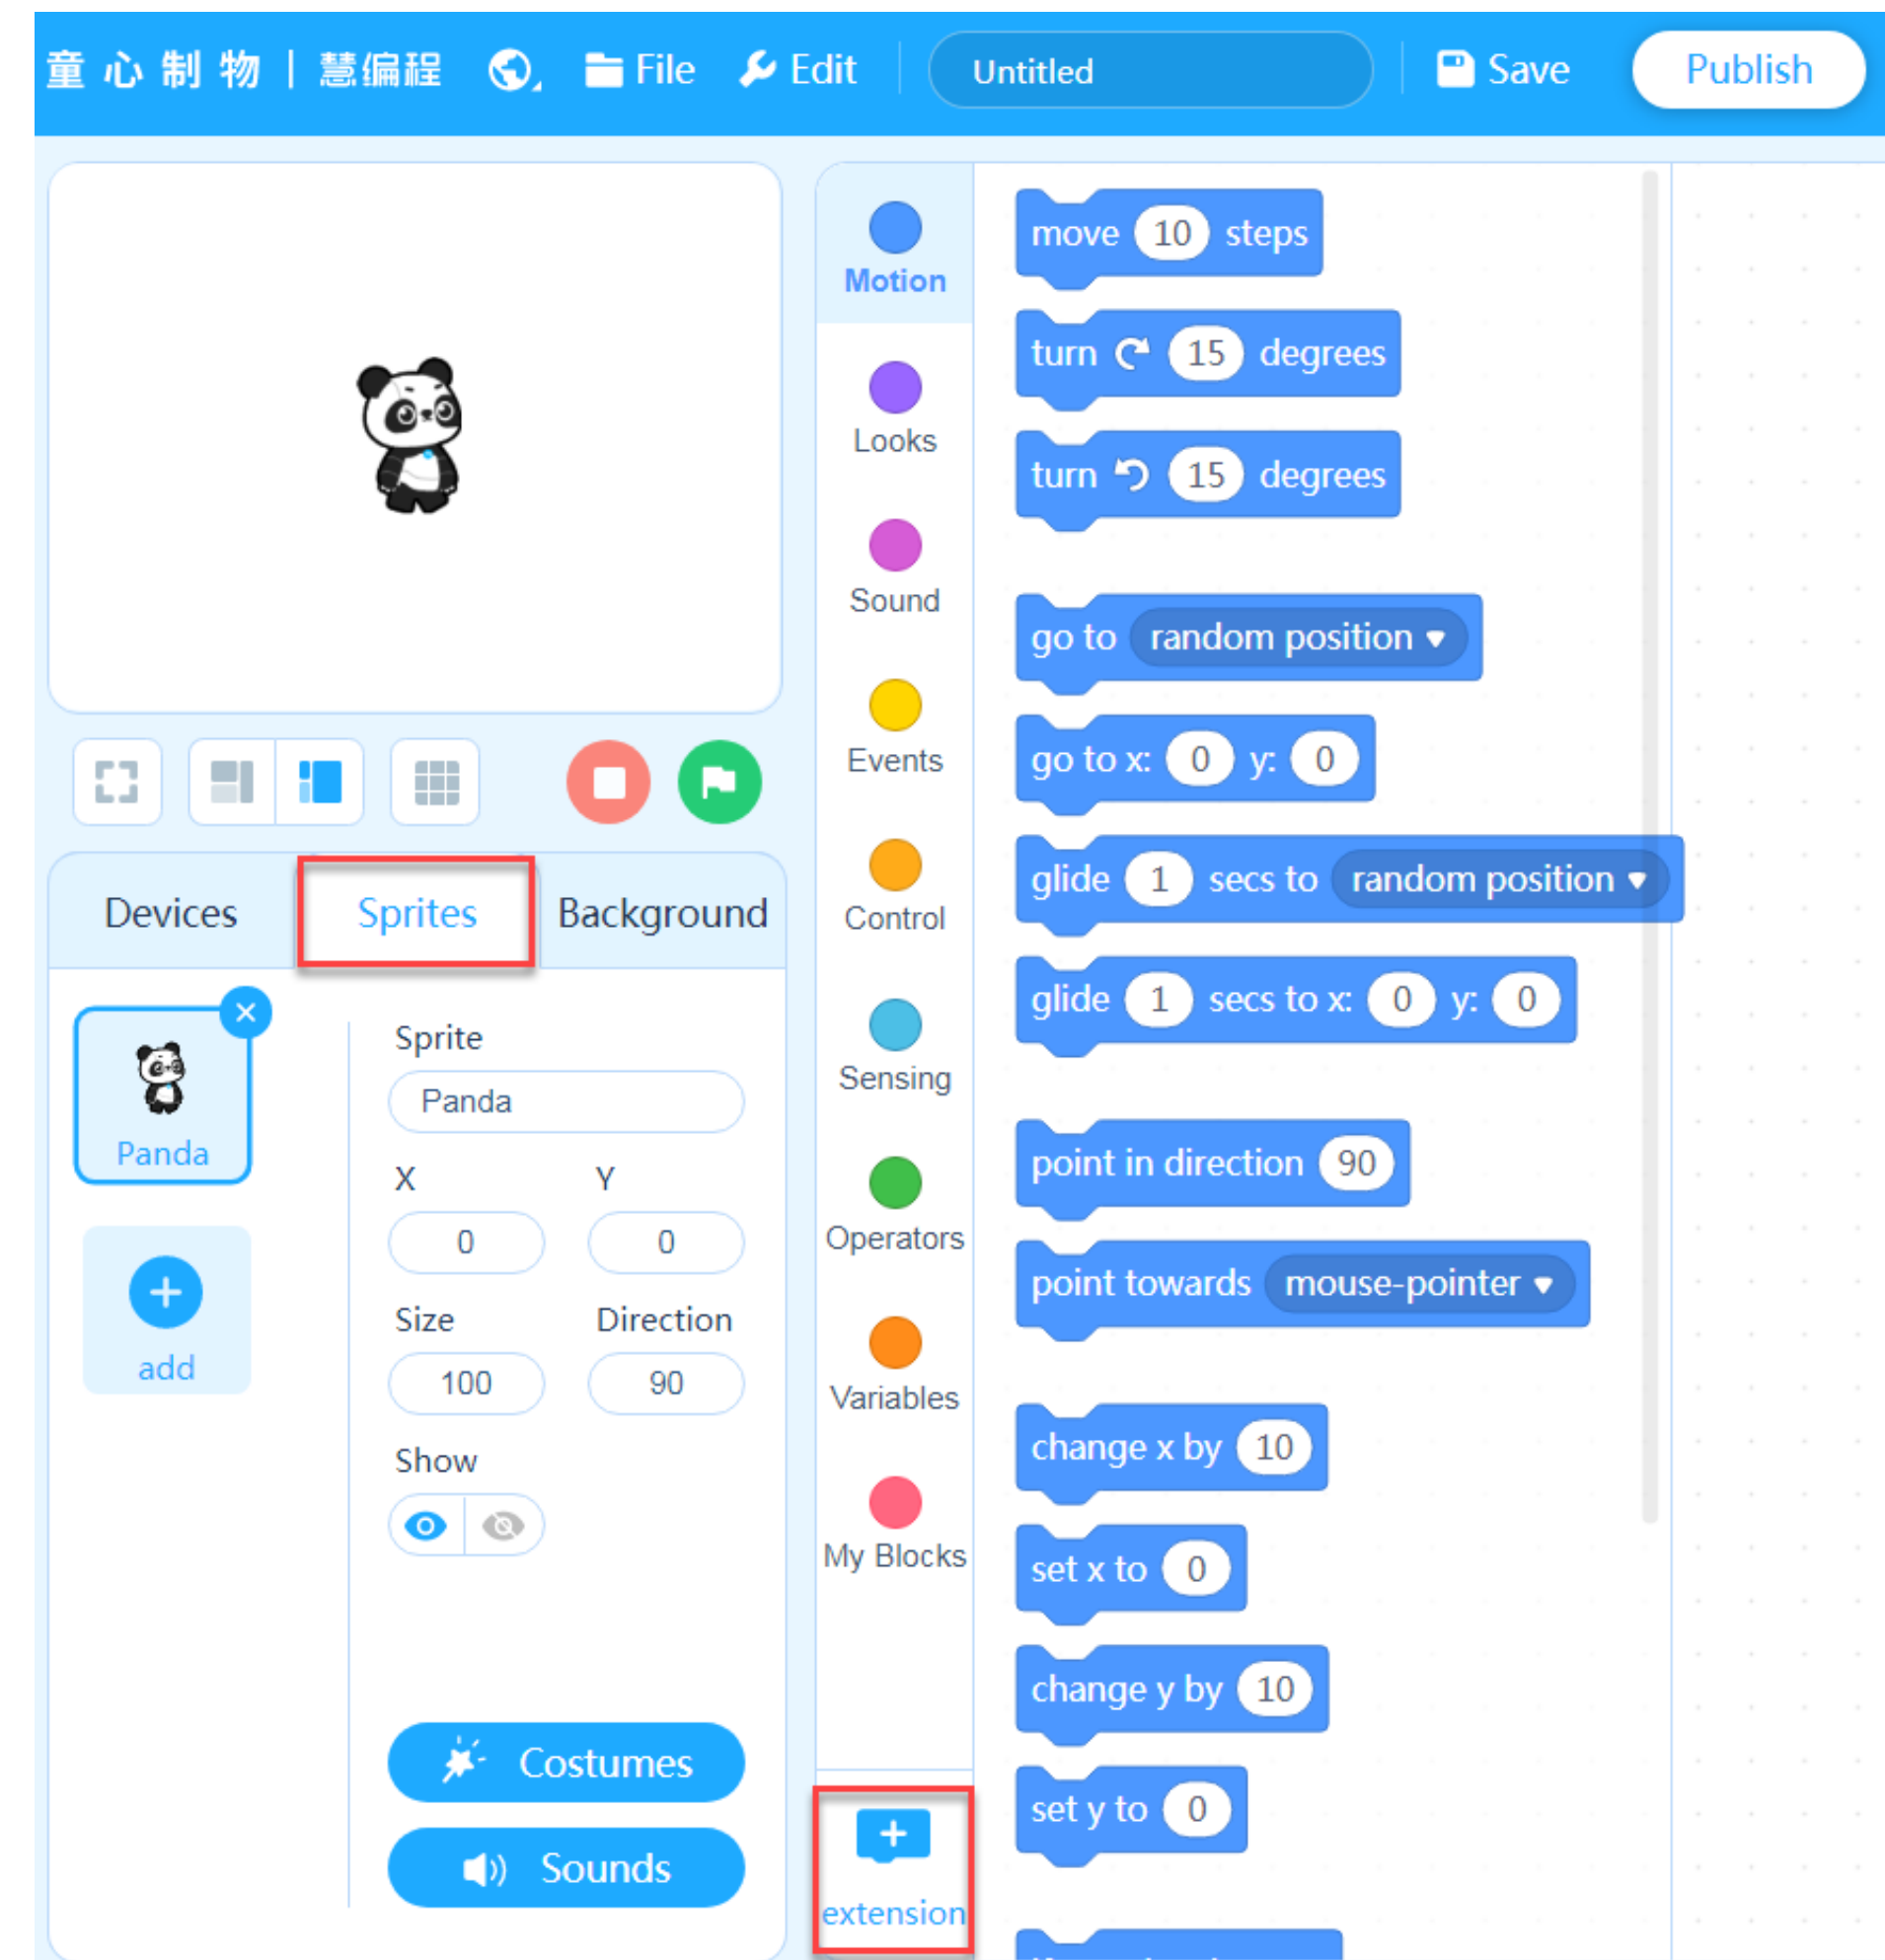 童心制物 | 慧编程 File Edit Untitled Save Publish
Motion
Looks
Sound
Events
Control
Sensing
Operators
Variables
My Blocks
extension
move 10 steps
turn 15 degrees
turn 15 degrees
go to random position
go to x: 0 y: 0
glide 1 secs to random position
glide 1 secs to x: 0 y: 0
point in direction 90
point towards mouse-pointer
change x by 10
set x to 0
change y by 10
set y to 0
Devices Sprites Background
Panda
add
Sprite
Panda
X Y
0 0
Size Direction
100 90
Show
Costumes
Sounds